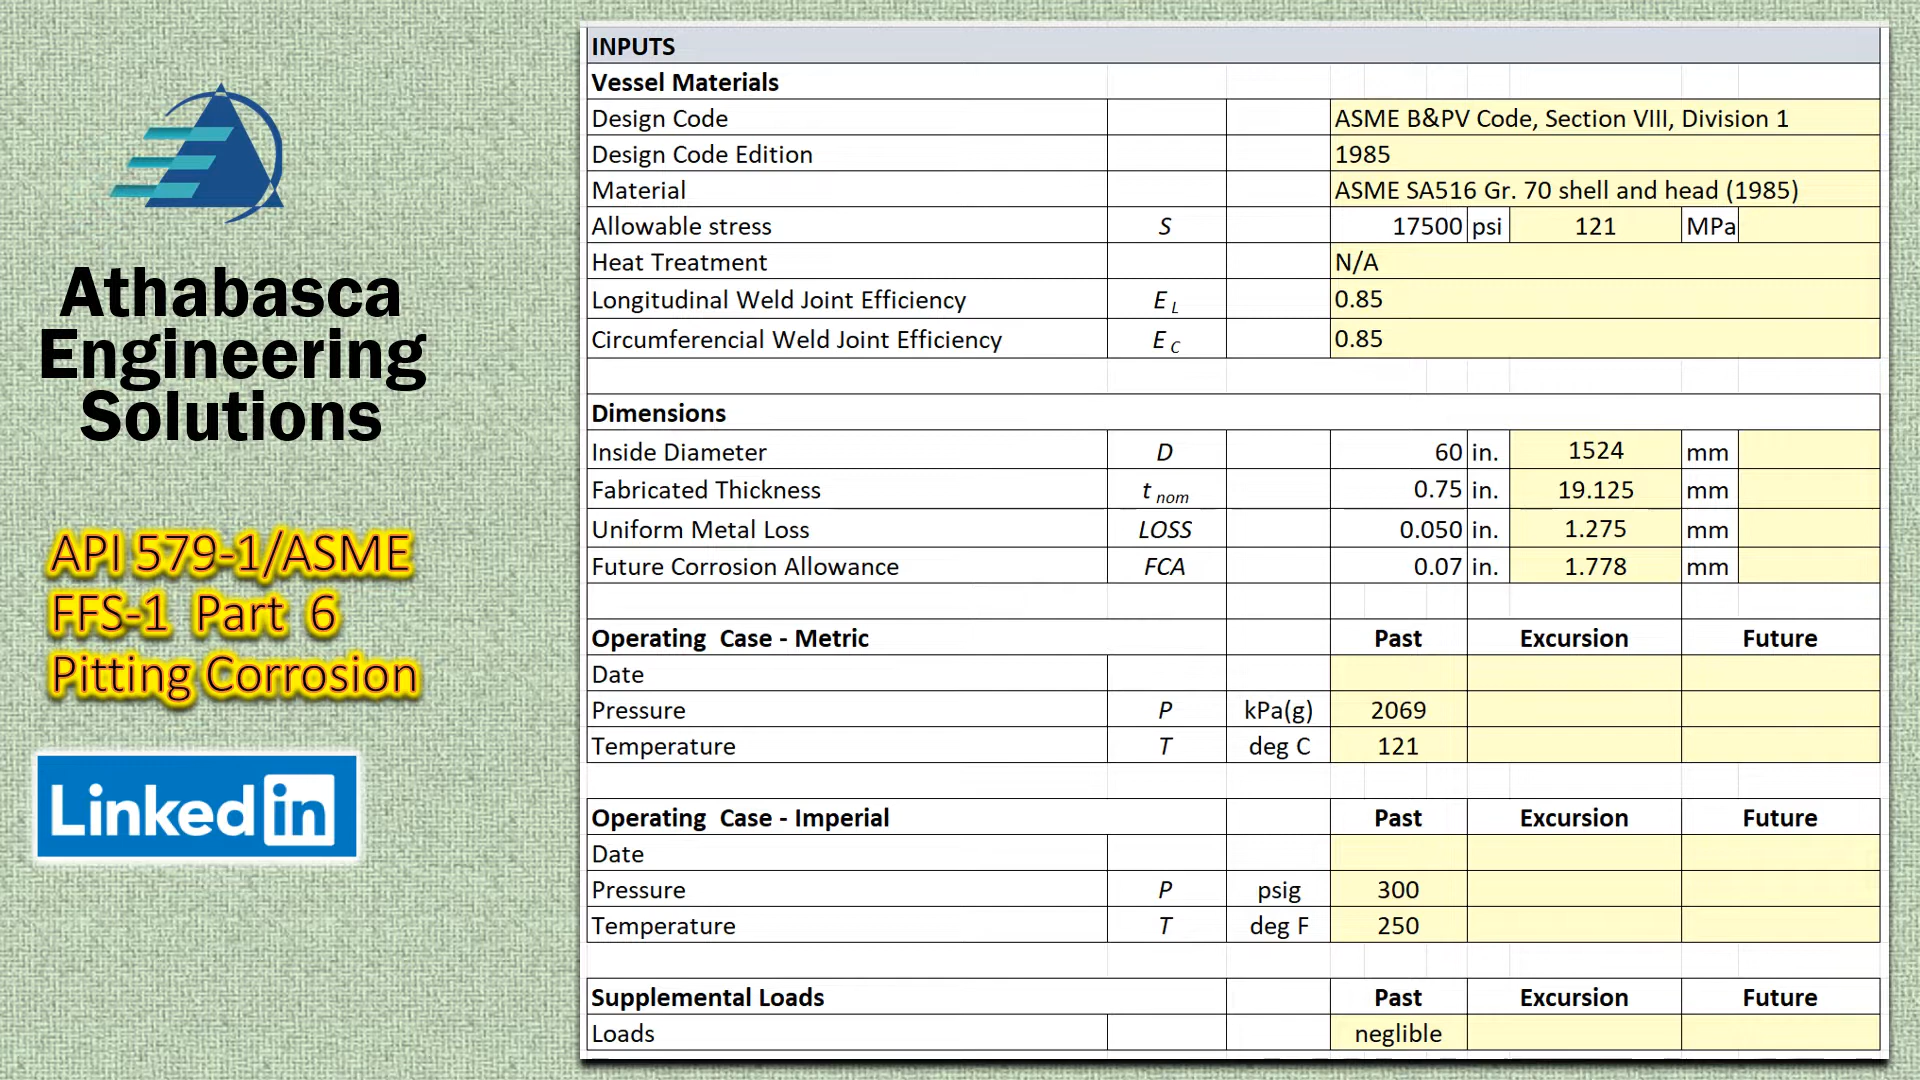 Athabasca
Engineering
Solutions
API 579-1/ASME
FFS-1 Part 6
Pitting Corrosion
Linked in
INPUTS
Vessel Materials
Design Code ASME B&PV Code, Section VIII, Division 1
Design Code Edition 1985
Material ASME SA516 Gr. 70 shell and head (1985)
Allowable stress S 17500 psi 121 MPa
Heat Treatment N/A
Longitudinal Weld Joint Efficiency E L 0.85
Circumferencial Weld Joint Efficiency E C 0.85
Dimensions
Inside Diameter D 60 in. 1524 mm
Fabricated Thickness t nom 0.75 in. 19.125 mm
Uniform Metal Loss LOSS 0.050 in. 1.275 mm
Future Corrosion Allowance FCA 0.07 in. 1.778 mm
Operating Case - Metric Past Excursion Future
Date
Pressure P kPa(g) 2069
Temperature T deg C 121
Operating Case - Imperial Past Excursion Future
Date
Pressure P psig 300
Temperature T deg F 250
Supplemental Loads Past Excursion Future
Loads neglible